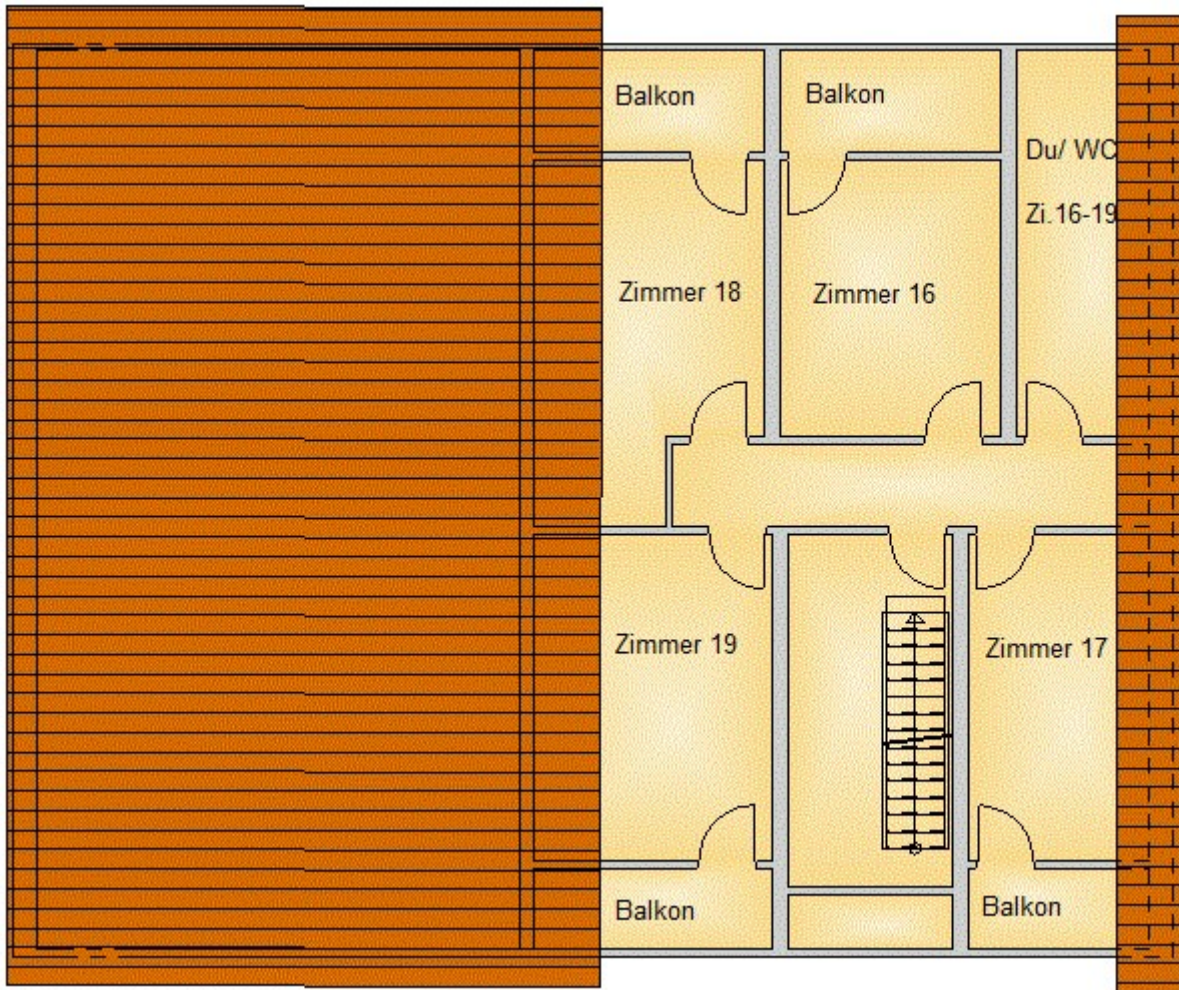 Balkon
Balkon
Du/ WC
Zi.16-19
Zimmer 18
Zimmer 16
Zimmer 19
Zimmer 17
Balkon
Balkon